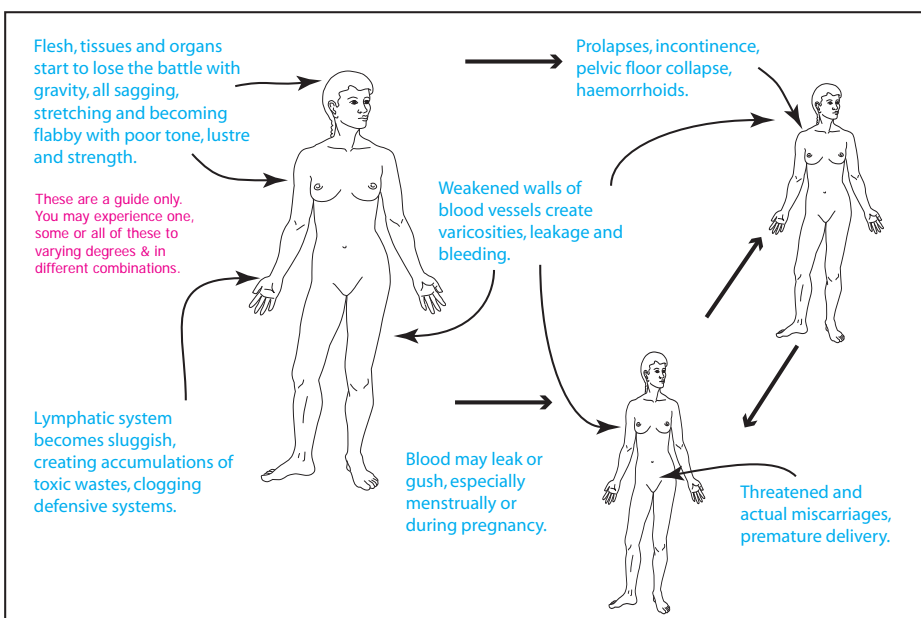 Flesh, tissues and organs
start to lose the battle with
gravity, all sagging,
stretching and becoming
flabby with poor tone, lustre
and strength.
These are a guide only.
You may experience one,
some or all of these to
varying degrees & in
different combinations.
Prolapses, incontinence,
pelvic floor collapse,
haemorrhoids.
Weakened walls of
blood vessels create
varicosities, leakage and
bleeding.
Lymphatic system
becomes sluggish,
creating accumulations of
toxic wastes, clogging
defensive systems.
Blood may leak or
gush, especially
menstrually or
during pregnancy.
Threatened and
actual miscarriages,
premature delivery.